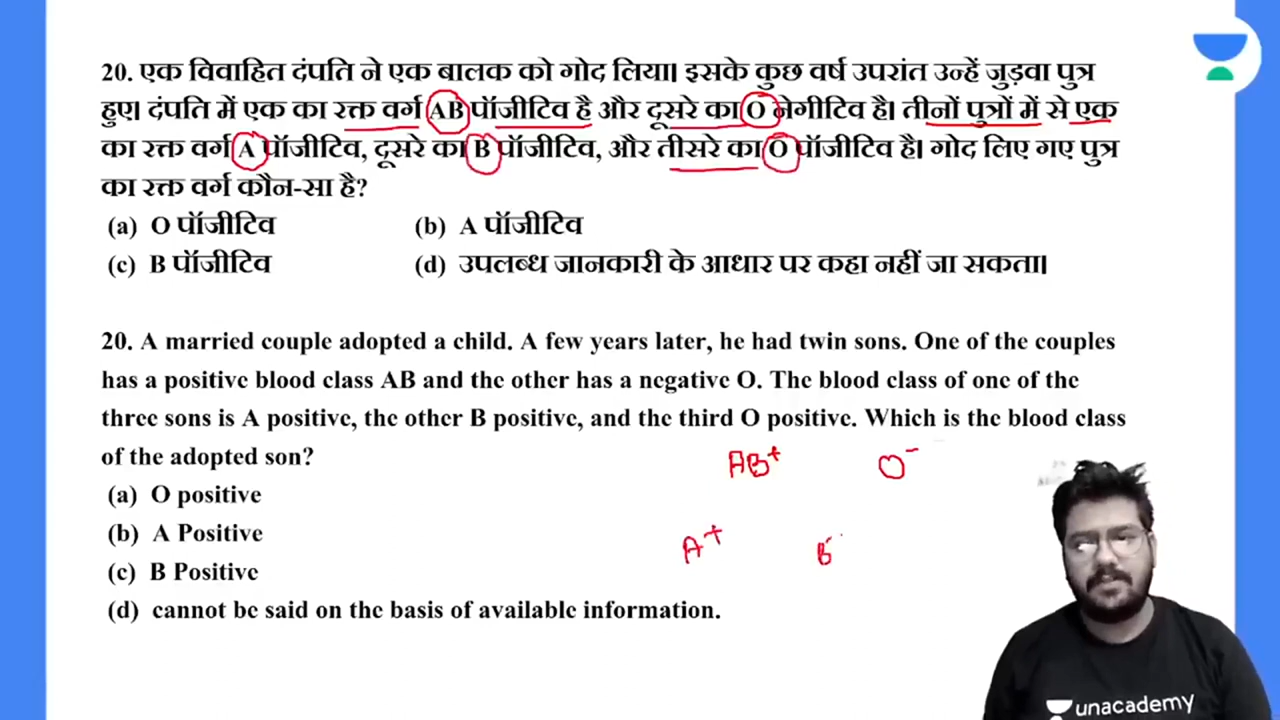 20. एक विवाहित दंपति ने एक बालक को गोद लिया। इसके कुछ वर्ष उपरांत उन्हें जुड़वा पुत्र
हुए। दंपति में एक का रक्त वर्ग AB पॉजीटिव है और दूसरे का O नेगीटिव है। तीनों पुत्रों में से एक
का रक्त वर्ग A पॉजीटिव, दूसरे का B पॉजीटिव, और तीसरे का O पॉजीटिव है। गोद लिए गए पुत्र
का रक्त वर्ग कौन-सा है?
(a) O पॉजीटिव (b) A पॉजीटिव
(c) B पॉजीटिव (d) उपलब्ध जानकारी के आधार पर कहा नहीं जा सकता।
20. A married couple adopted a child. A few years later, he had twin sons. One of the couples
has a positive blood class AB and the other has a negative O. The blood class of one of the
three sons is A positive, the other B positive, and the third O positive. Which is the blood class
of the adopted son?
AB+ O-
(a) O positive
(b) A Positive
A+ B
(c) B Positive
(d) cannot be said on the basis of available information.
unacademy